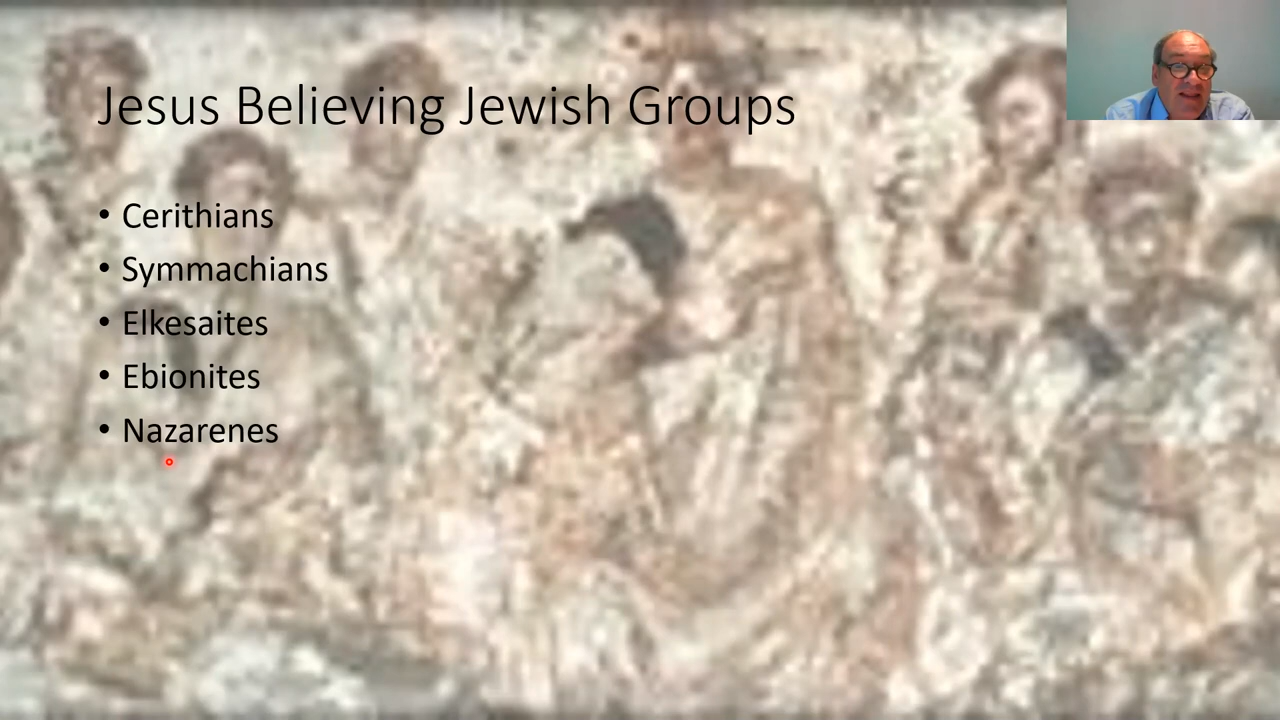 Jesus Believing Jewish Groups
• Cerithians
• Symmachians
• Elkesaites
• Ebionites
• Nazarenes